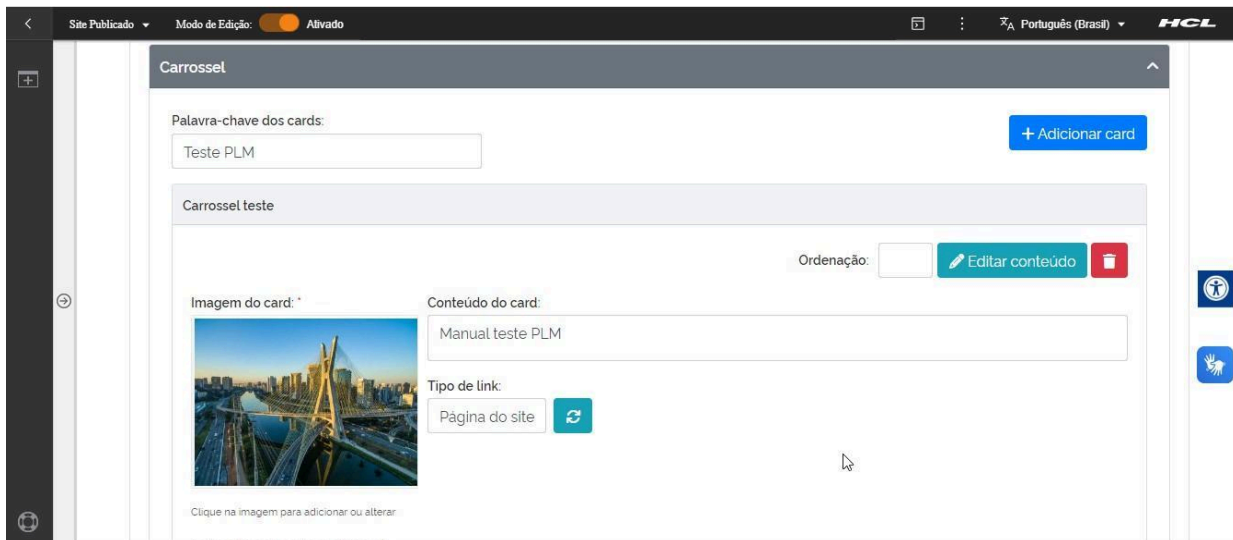 Site Publicado Modo de Edição: Ativado Português (Brasil) HCL
Carrossel
Palavra-chave dos cards:
+ Adicionar card
Teste PLM
Carrossel teste
Ordenação: Editar conteúdo
Imagem do card: * Conteúdo do card:
Manual teste PLM
Tipo de link:
Página do site
Clique na imagem para adicionar ou alterar